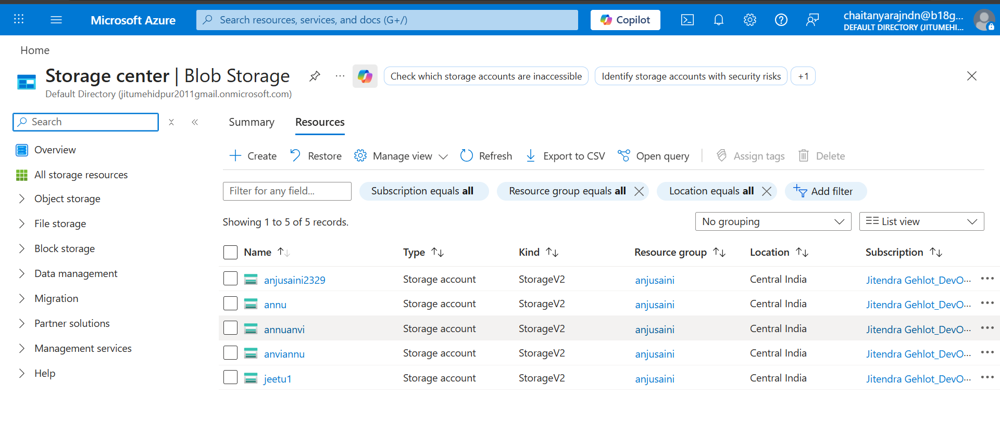 Microsoft Azure
Search resources, services, and docs (G+/)
Copilot
chaitanyarajndn@b18g...
DEFAULT DIRECTORY (JITUMEHI...
Home
Storage center | Blob Storage
Default Directory (jitumehidpur2011gmail.onmicrosoft.com)
Check which storage accounts are inaccessible
Identify storage accounts with security risks
+1
Search
Overview
All storage resources
Object storage
File storage
Block storage
Data management
Migration
Partner solutions
Management services
Help
Summary
Resources
Create
Restore
Manage view
Refresh
Export to CSV
Open query
Assign tags
Delete
Filter for any field...
Subscription equals all
Resource group equals all
Location equals all
Add filter
Showing 1 to 5 of 5 records.
No grouping
List view
Name Type Kind Resource group Location Subscription
anjusaini2329 Storage account StorageV2 anjusaini Central India Jitendra Gehlot_DevO...
annu Storage account StorageV2 anjusaini Central India Jitendra Gehlot_DevO...
annuanvi Storage account StorageV2 anjusaini Central India Jitendra Gehlot_DevO...
anviannu Storage account StorageV2 anjusaini Central India Jitendra Gehlot_DevO...
jeetu1 Storage account StorageV2 anjusaini Central India Jitendra Gehlot_DevO...